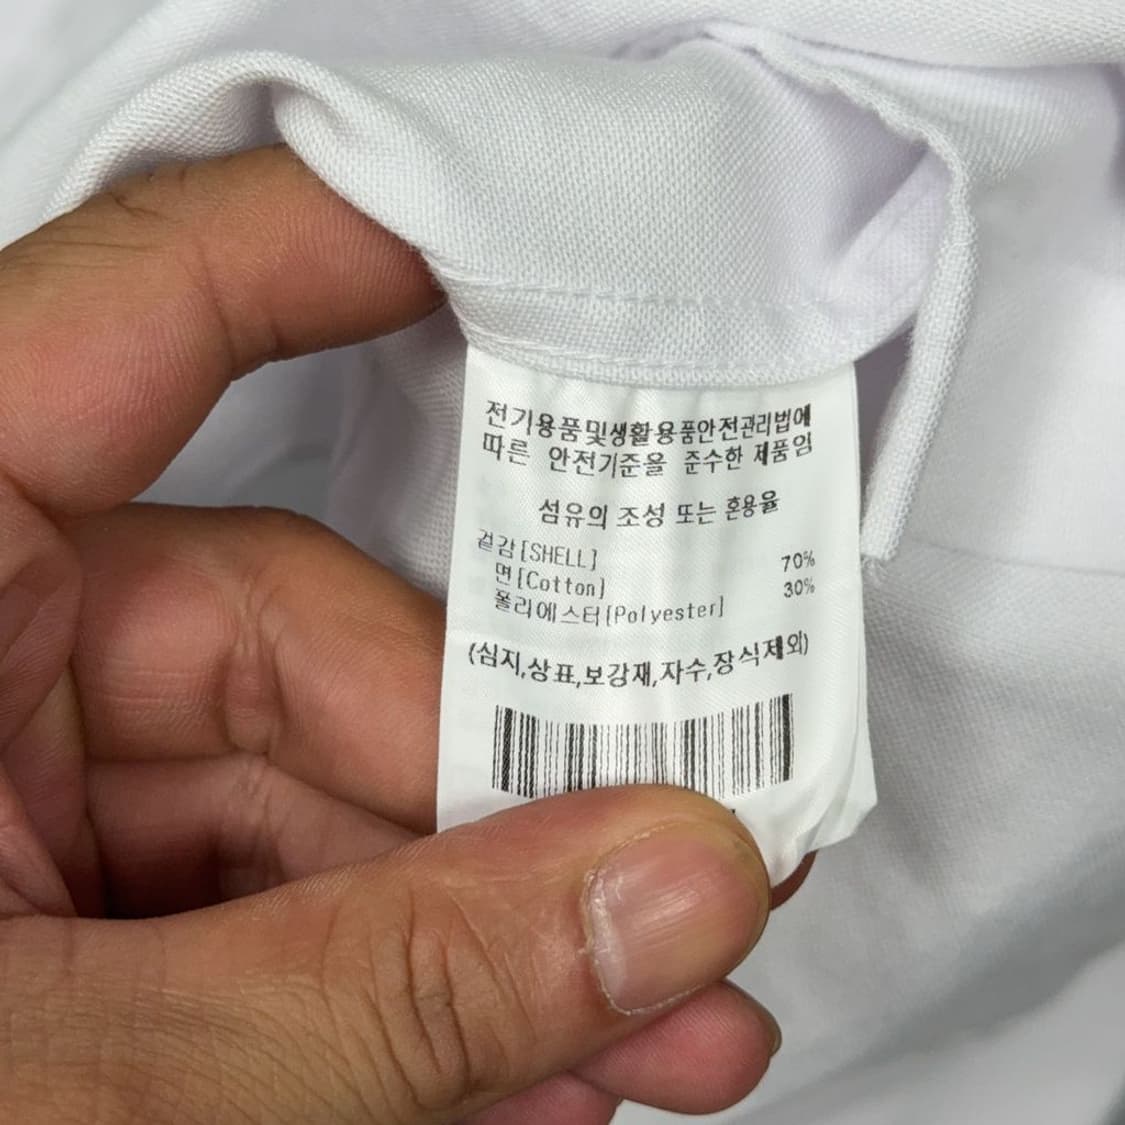 전기용품및생활용품안전관리법에
따른 안전기준을 준수한 제품임
섬유의 조성 또는 혼용율
겉감[SHELL]
면[Cotton] 70%
폴리에스터[Polyester] 30%
(심지,상표,보강재,자수,장식제외)